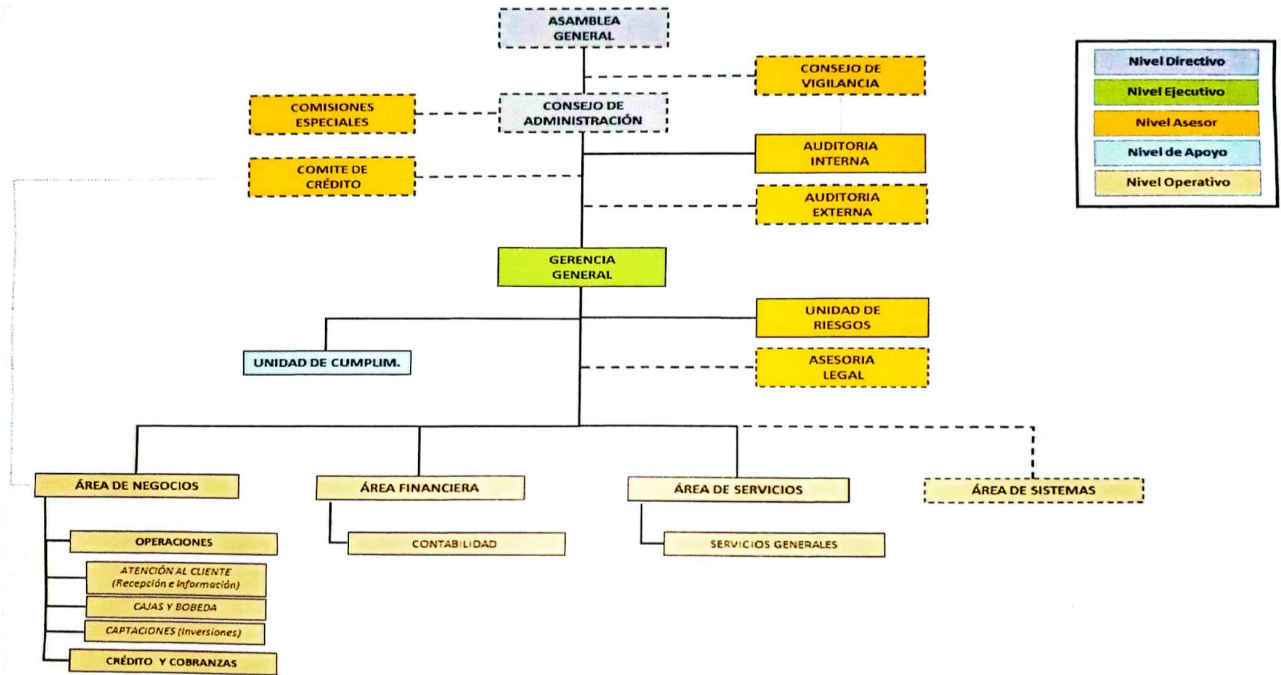 ASAMBLEA
GENERAL
CONSEJO DE
VIGILANCIA
COMISIONES
ESPECIALES
CONSEJO DE
ADMINISTRACIÓN
AUDITORIA
INTERNA
COMITE DE
CRÉDITO
AUDITORIA
EXTERNA
GERENCIA
GENERAL
UNIDAD DE
RIESGOS
UNIDAD DE CUMPLIM.
ASESORIA
LEGAL
ÁREA DE NEGOCIOS
ÁREA FINANCIERA
ÁREA DE SERVICIOS
ÁREA DE SISTEMAS
OPERACIONES
ATENCIÓN AL CLIENTE
(Recepción e Información)
CAJAS Y BOBEDA
CAPTACIONES (Inversiones)
CRÉDITO Y COBRANZAS
CONTABILIDAD
SERVICIOS GENERALES
Nivel Directivo
Nivel Ejecutivo
Nivel Asesor
Nivel de Apoyo
Nivel Operativo